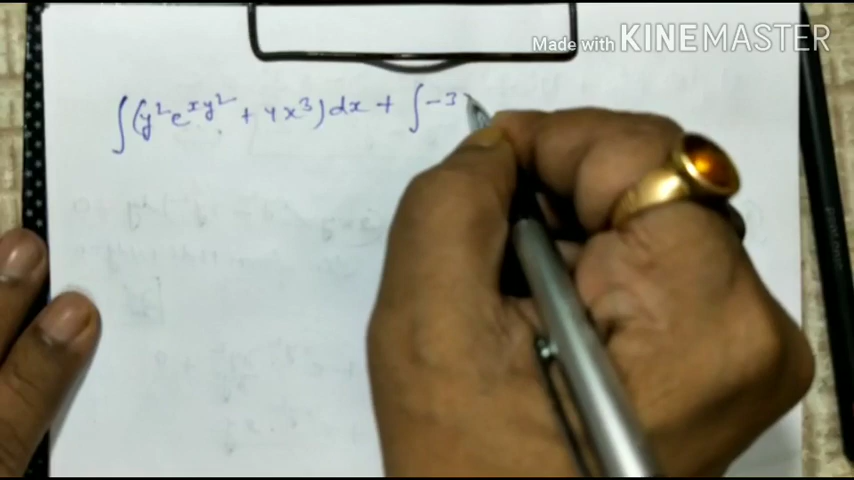 Made with KINEMASTER
∫(y²e^{xy²} + 4x³)dx + ∫-3